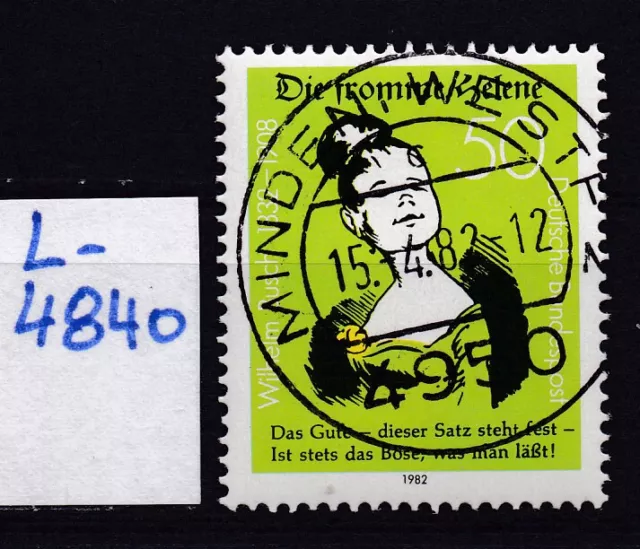 L-
4840
Die fromme Helene
50
Wilhelm Busch 1832 - 1908
Deutsche Bundespost
MINDEN, WESTF
15.-4.82-12
4950
Das Gute – dieser Satz steht fest –
Ist stets das Böse, was man läßt!
1982